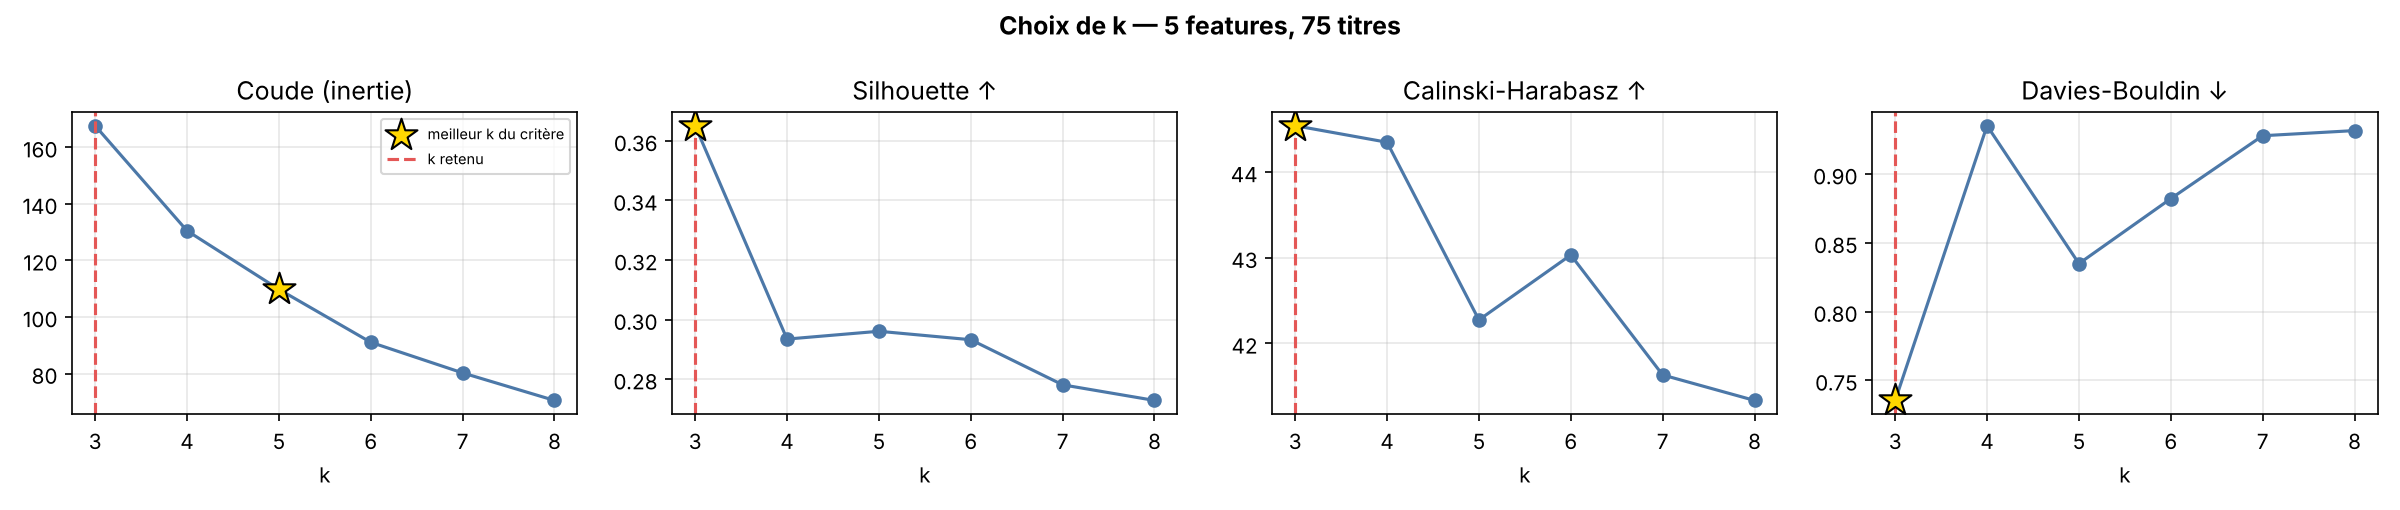 Choix de k — 5 features, 75 titres
Coude (inertie)
160
140
120
100
80
3 4 5 6 7 8
k
meilleur k du critère
k retenu
Silhouette ↑
0.36
0.34
0.32
0.30
0.28
3 4 5 6 7 8
k
Calinski-Harabasz ↑
44
43
42
3 4 5 6 7 8
k
Davies-Bouldin ↓
0.90
0.85
0.80
0.75
3 4 5 6 7 8
k